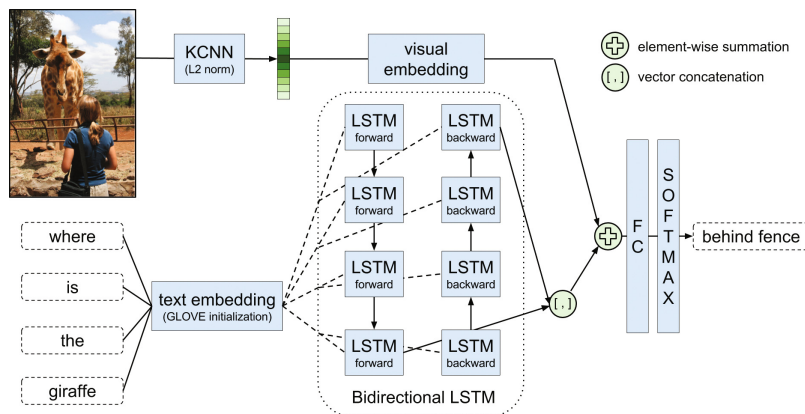 KCNN
(L2 norm)
visual
embedding
element-wise summation
[ , ]
vector concatenation
LSTM
forward
LSTM
backward
LSTM
forward
LSTM
backward
LSTM
forward
LSTM
backward
LSTM
forward
LSTM
backward
Bidirectional LSTM
where
is
the
giraffe
text embedding
(GLOVE initialization)
[ , ]
FC
SOFTMAX
behind fence